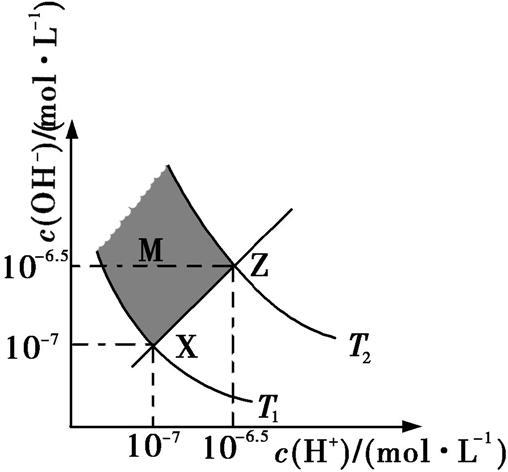 c(OH⁻)/(mol·L⁻¹)
M
10⁻⁶·⁵
Z
10⁻⁷
X
T₂
T₁
10⁻⁷
10⁻⁶·⁵
c(H⁺)/(mol·L⁻¹)